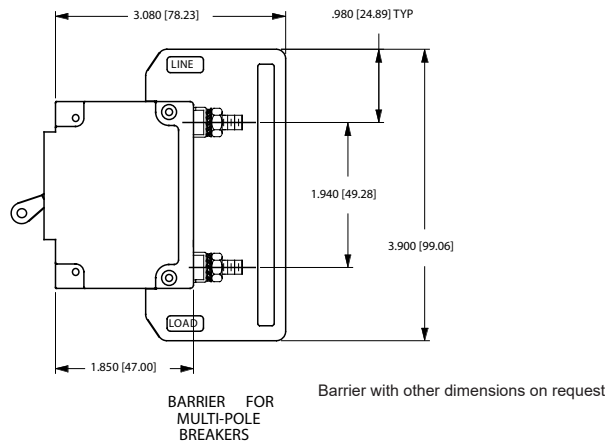 3.080 [78.23]
.980 [24.89] TYP
LINE
1.940 [49.28]
3.900 [99.06]
LOAD
1.850 [47.00]
BARRIER FOR
MULTI-POLE
BREAKERS
Barrier with other dimensions on request